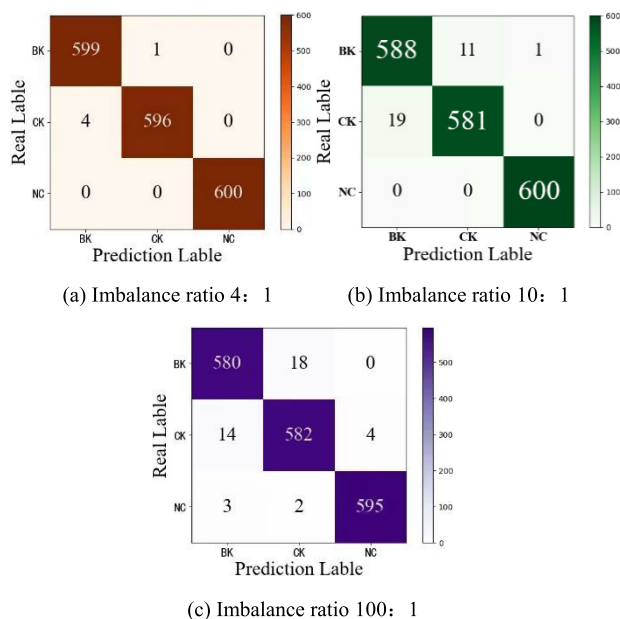 BK 599 1 0
CK 4 596 0
NC 0 0 600
BK CK NC
Real Lable
Prediction Lable
600
500
400
300
200
100
0
(a) Imbalance ratio 4：1
BK 588 11 1
CK 19 581 0
NC 0 0 600
BK CK NC
Real Lable
Prediction Lable
600
500
400
300
200
100
0
(b) Imbalance ratio 10：1
BK 580 18 0
CK 14 582 4
NC 3 2 595
BK CK NC
Real Lable
Prediction Lable
500
400
300
200
100
0
(c) Imbalance ratio 100：1